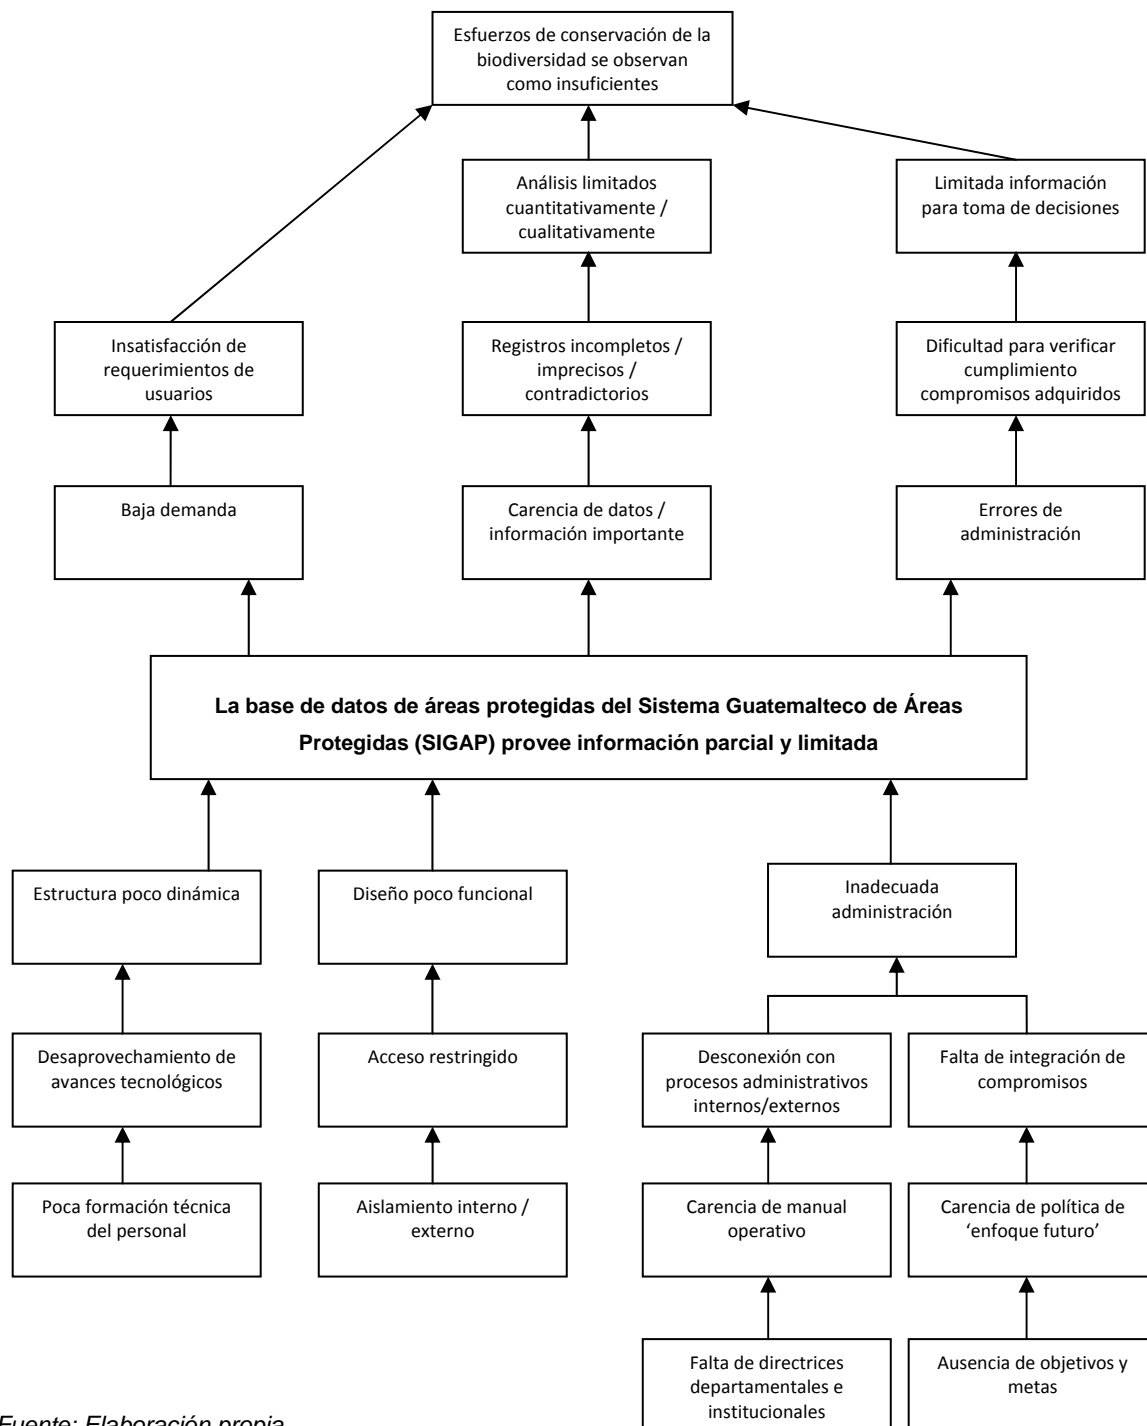 Esfuerzos de conservación de la
biodiversidad se observan
como insuficientes
Análisis limitados
cuantitativamente /
cualitativamente
Limitada información
para toma de decisiones
Insatisfacción de
requerimientos de
usuarios
Registros incompletos /
imprecisos /
contradictorios
Dificultad para verificar
cumplimiento
compromisos adquiridos
Baja demanda
Carencia de datos /
información importante
Errores de
administración
La base de datos de áreas protegidas del Sistema Guatemalteco de Áreas
Protegidas (SIGAP) provee información parcial y limitada
Estructura poco dinámica
Diseño poco funcional
Inadecuada
administración
Desaprovechamiento de
avances tecnológicos
Acceso restringido
Desconexión con
procesos administrativos
internos/externos
Falta de integración de
compromisos
Poca formación técnica
del personal
Aislamiento interno /
externo
Carencia de manual
operativo
Carencia de política de
‘enfoque futuro’
Falta de directrices
departamentales e
institucionales
Ausencia de objetivos y
metas
Fuente: Elaboración propia